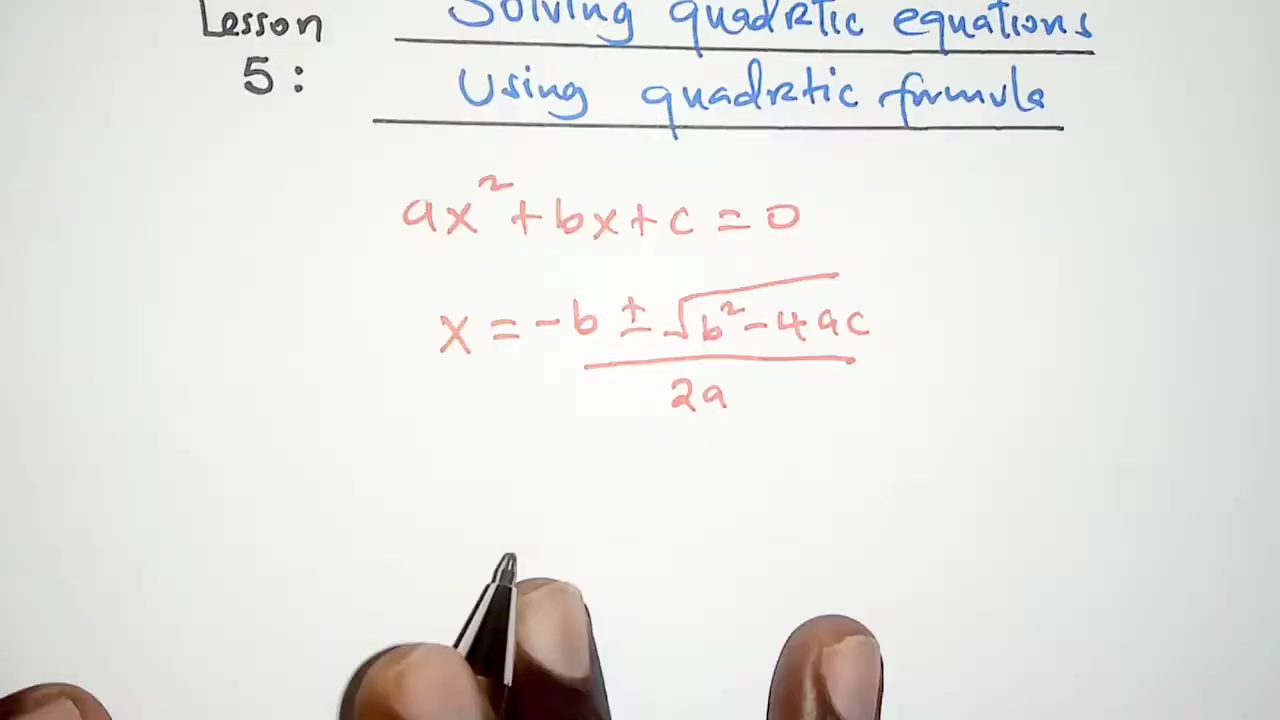 Lesson Solving quadratic equations
5: Using quadratic formula
ax² + bx + c = 0
x = -b ± √b² - 4ac
2a